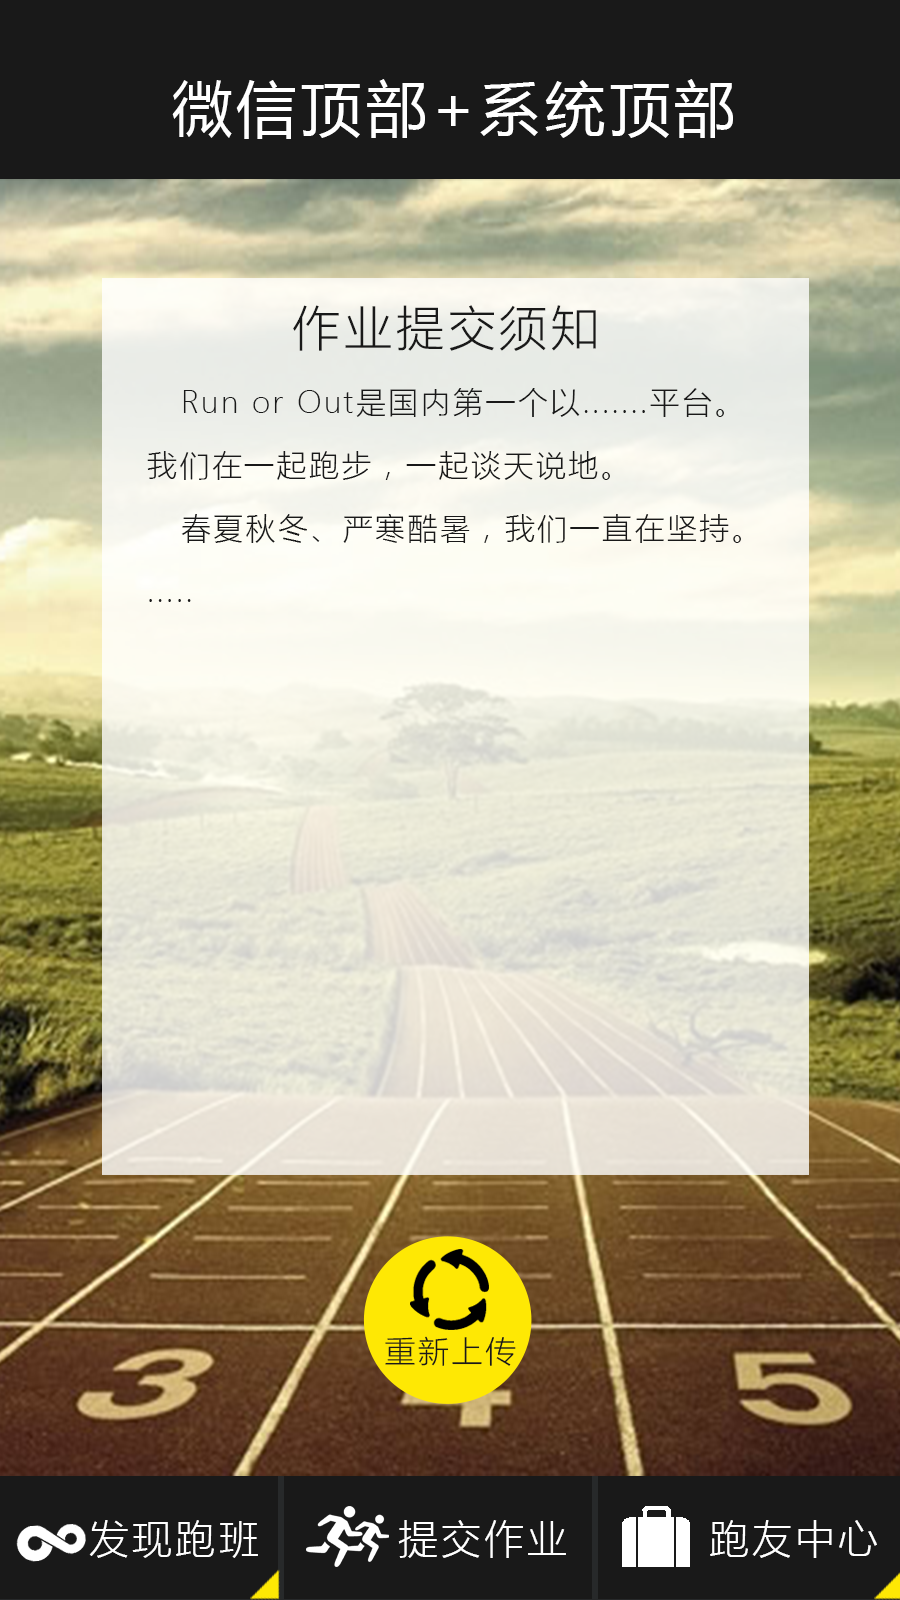 微信顶部+系统顶部
作业提交须知
Run or Out是国内第一个以.......平台。
我们在一起跑步，一起谈天说地。
春夏秋冬、严寒酷暑，我们一直在坚持。
.....
重新上传
3 4 5
发现跑班 提交作业 跑友中心